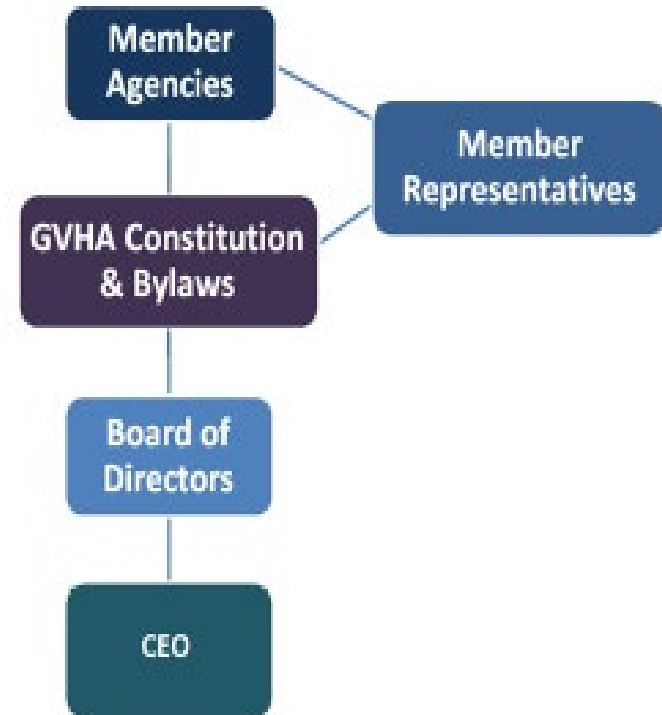 Member
Agencies
Member
Representatives
GVHA Constitution
& Bylaws
Board of
Directors
CEO